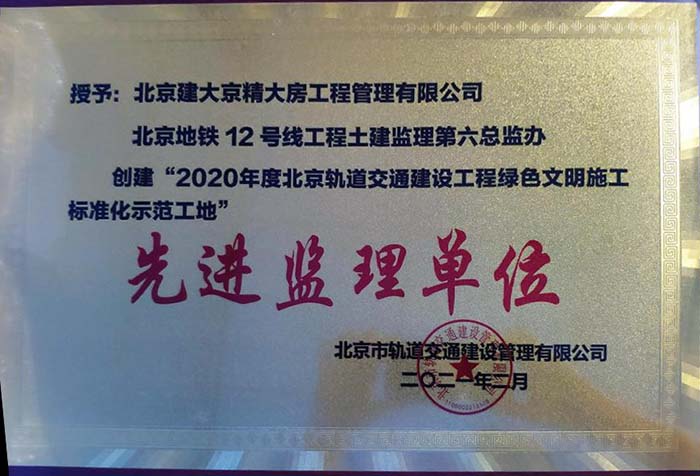 授予：北京建大京精大房工程管理有限公司
北京地铁12号线工程土建监理第六总监办
创建“2020年度北京轨道交通建设工程绿色文明施工
标准化示范工地”
先进监理单位
北京市轨道交通建设管理有限公司
二〇二一年二月